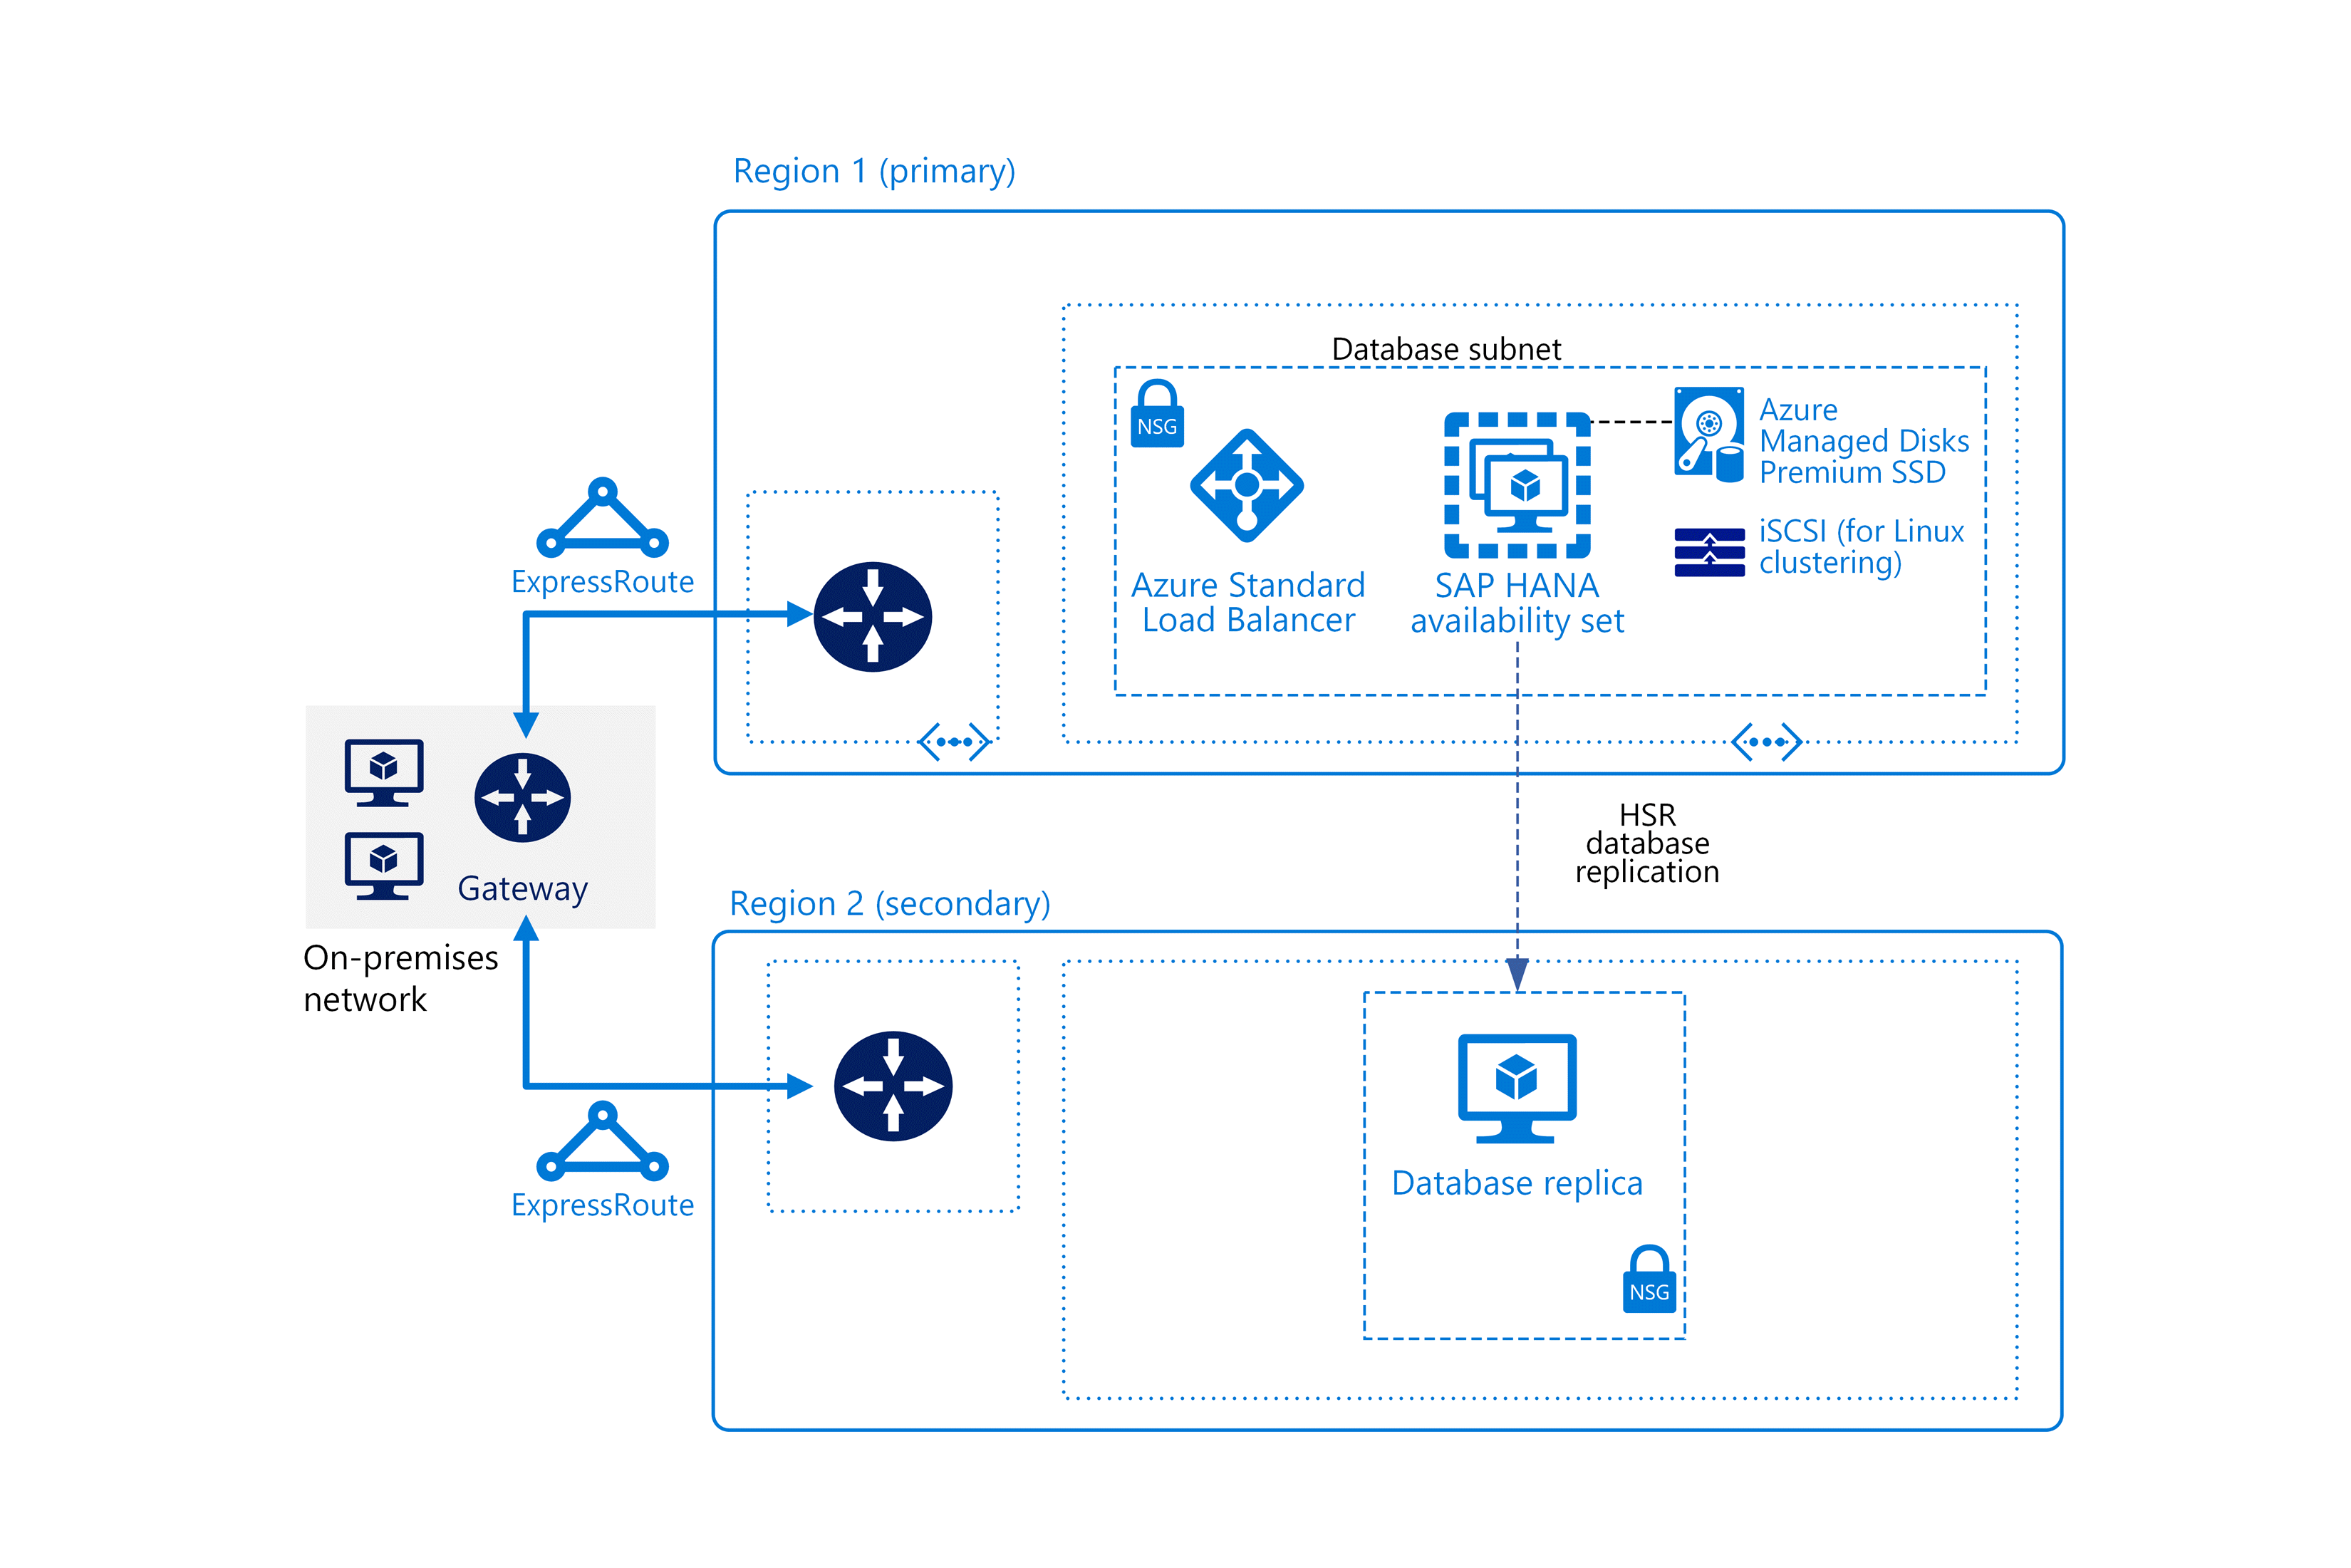 Region 1 (primary)
Database subnet
NSG
Azure
Managed Disks
Premium SSD
iSCSI (for Linux
clustering)
Azure Standard
Load Balancer
SAP HANA
availability set
ExpressRoute
Gateway
On-premises
network
HSR
database
replication
Region 2 (secondary)
Database replica
NSG
ExpressRoute